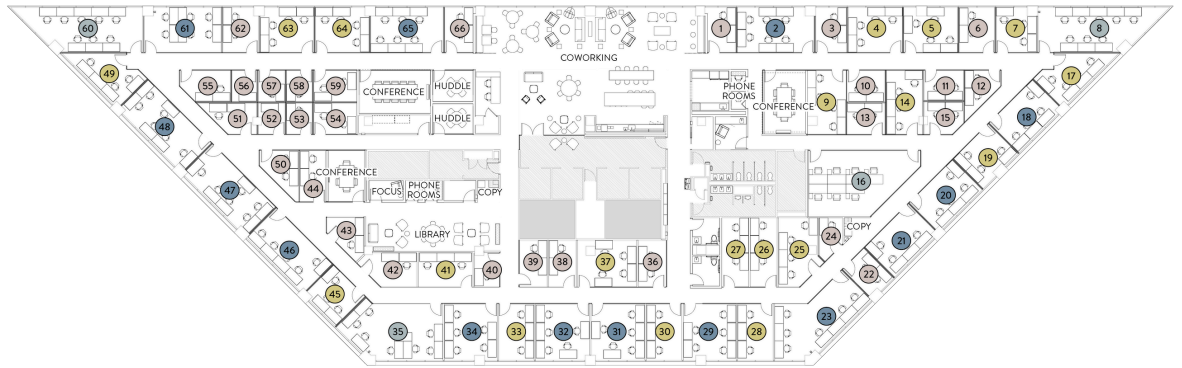 60 61 62 63 64 65 66 1 2 3 4 5 6 7 8
COWORKING
49 55 56 57 58 59
CONFERENCE
HUDDLE
PHONE
ROOMS
CONFERENCE
9 10 14 11 12 17
48 51 52 53 54
HUDDLE
13 15 18
50 44
CONFERENCE
FOCUS
PHONE
ROOMS
COPY
16 19
47 20
43
LIBRARY
24
COPY
46 21
42 41 40 39 38 37 36 27 26 25 22
45 23
35 34 33 32 31 30 29 28